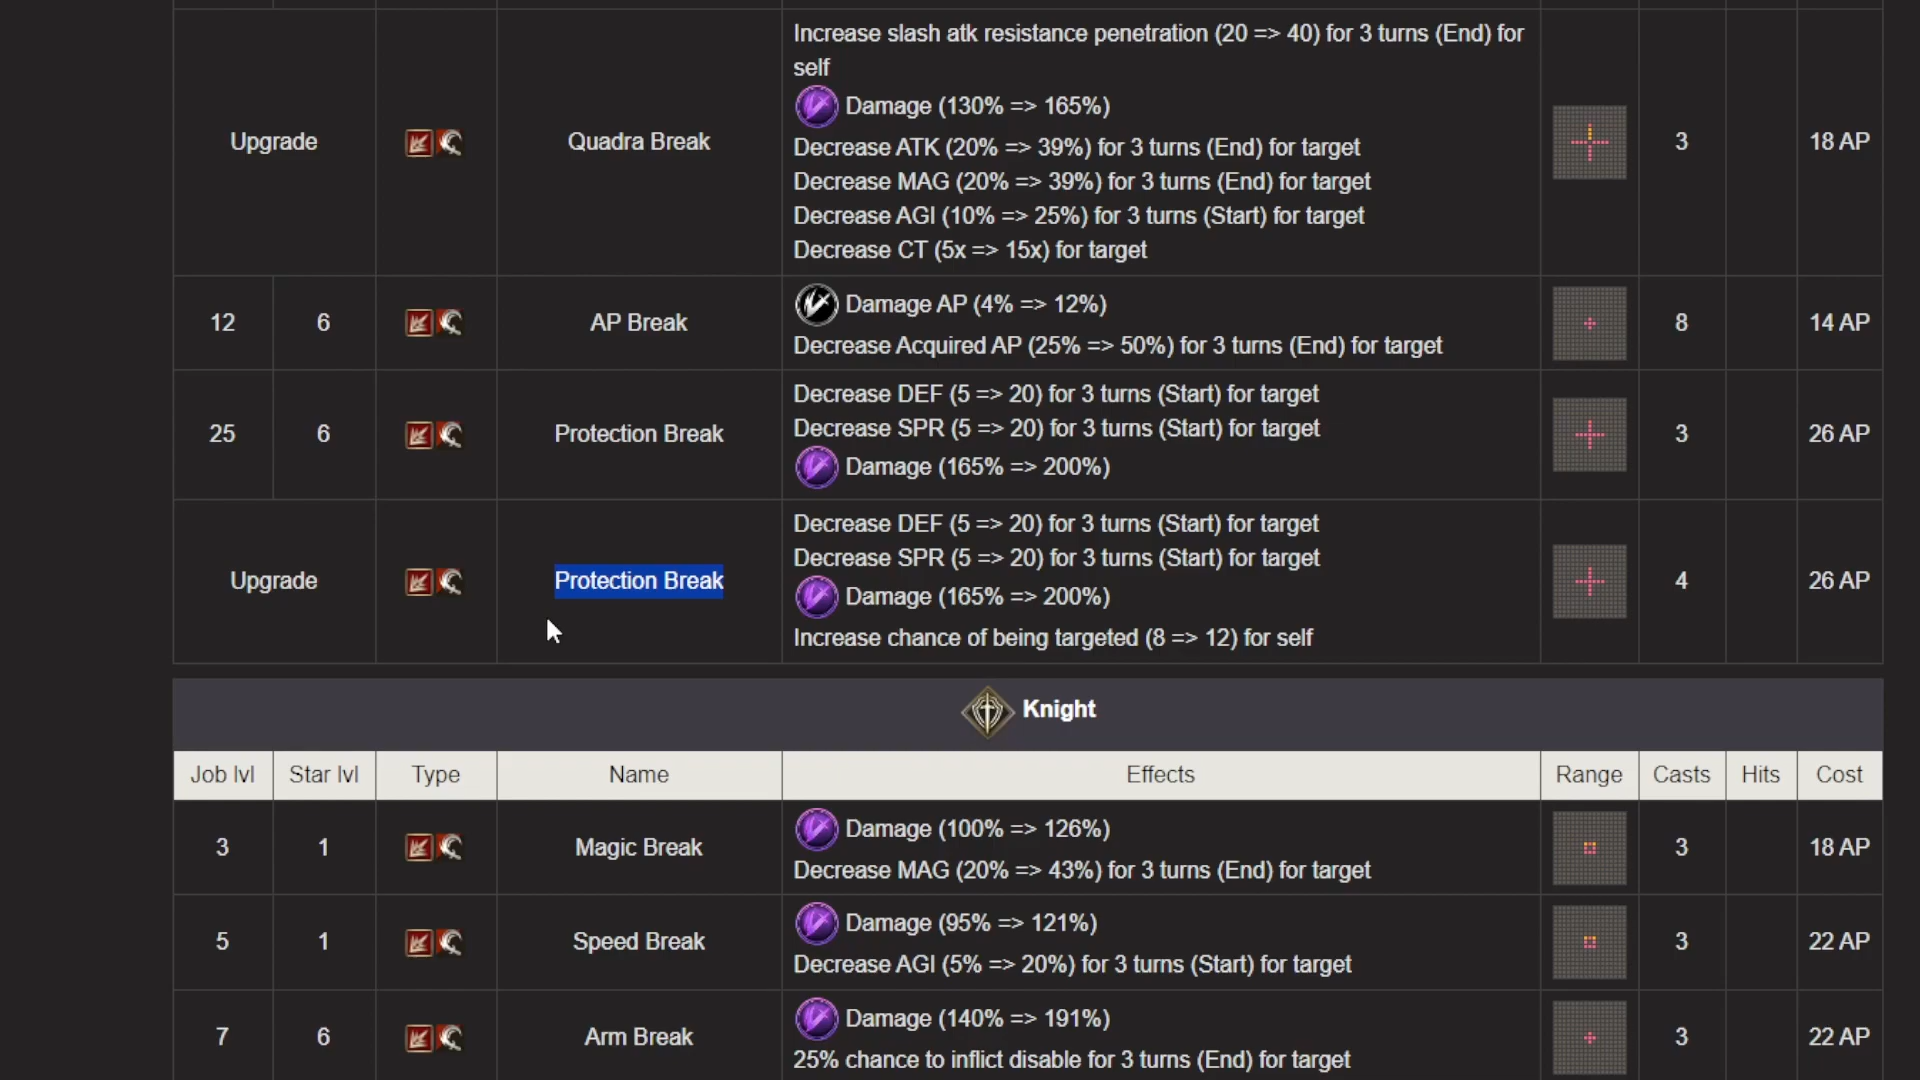 Increase slash atk resistance penetration (20 => 40) for 3 turns (End) for
self
Damage (130% => 165%)
Upgrade Quadra Break 3 18 AP
Decrease ATK (20% => 39%) for 3 turns (End) for target
Decrease MAG (20% => 39%) for 3 turns (End) for target
Decrease AGI (10% => 25%) for 3 turns (Start) for target
Decrease CT (5x => 15x) for target
Damage AP (4% => 12%)
12 6 AP Break 8 14 AP
Decrease Acquired AP (25% => 50%) for 3 turns (End) for target
Decrease DEF (5 => 20) for 3 turns (Start) for target
25 6 Protection Break Decrease SPR (5 => 20) for 3 turns (Start) for target 3 26 AP
Damage (165% => 200%)
Decrease DEF (5 => 20) for 3 turns (Start) for target
Decrease SPR (5 => 20) for 3 turns (Start) for target
Upgrade Protection Break Damage (165% => 200%) 4 26 AP
Increase chance of being targeted (8 => 12) for self
Knight
Job lvl Star lvl Type Name Effects Range Casts Hits Cost
Damage (100% => 126%)
3 1 Magic Break 3 18 AP
Decrease MAG (20% => 43%) for 3 turns (End) for target
Damage (95% => 121%)
5 1 Speed Break 3 22 AP
Decrease AGI (5% => 20%) for 3 turns (Start) for target
Damage (140% => 191%)
7 6 Arm Break 3 22 AP
25% chance to inflict disable for 3 turns (End) for target